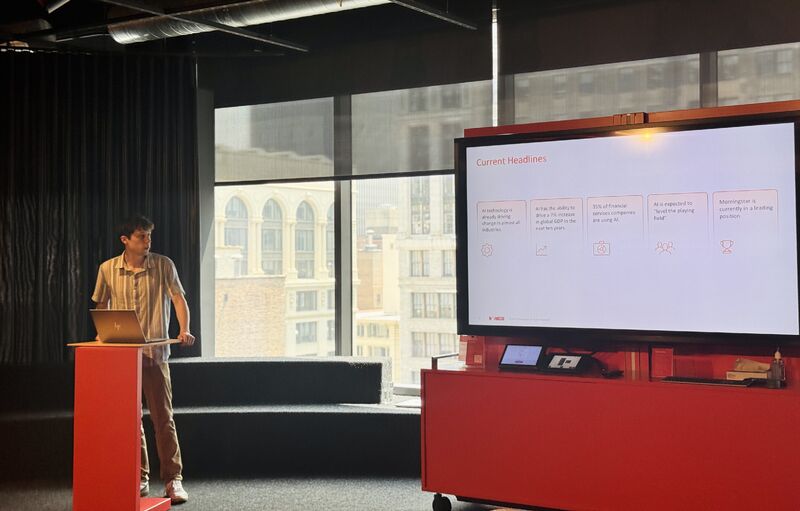 Current Headlines
AI technology is
already driving
change in almost all
industries.
AI has the ability to
drive a 7% increase
in global GDP in the
next ten years
35% of financial
services companies
are using AI.
AI is expected to
"level the playing
field"
Morningstar is
currently in a leading
position.
hp